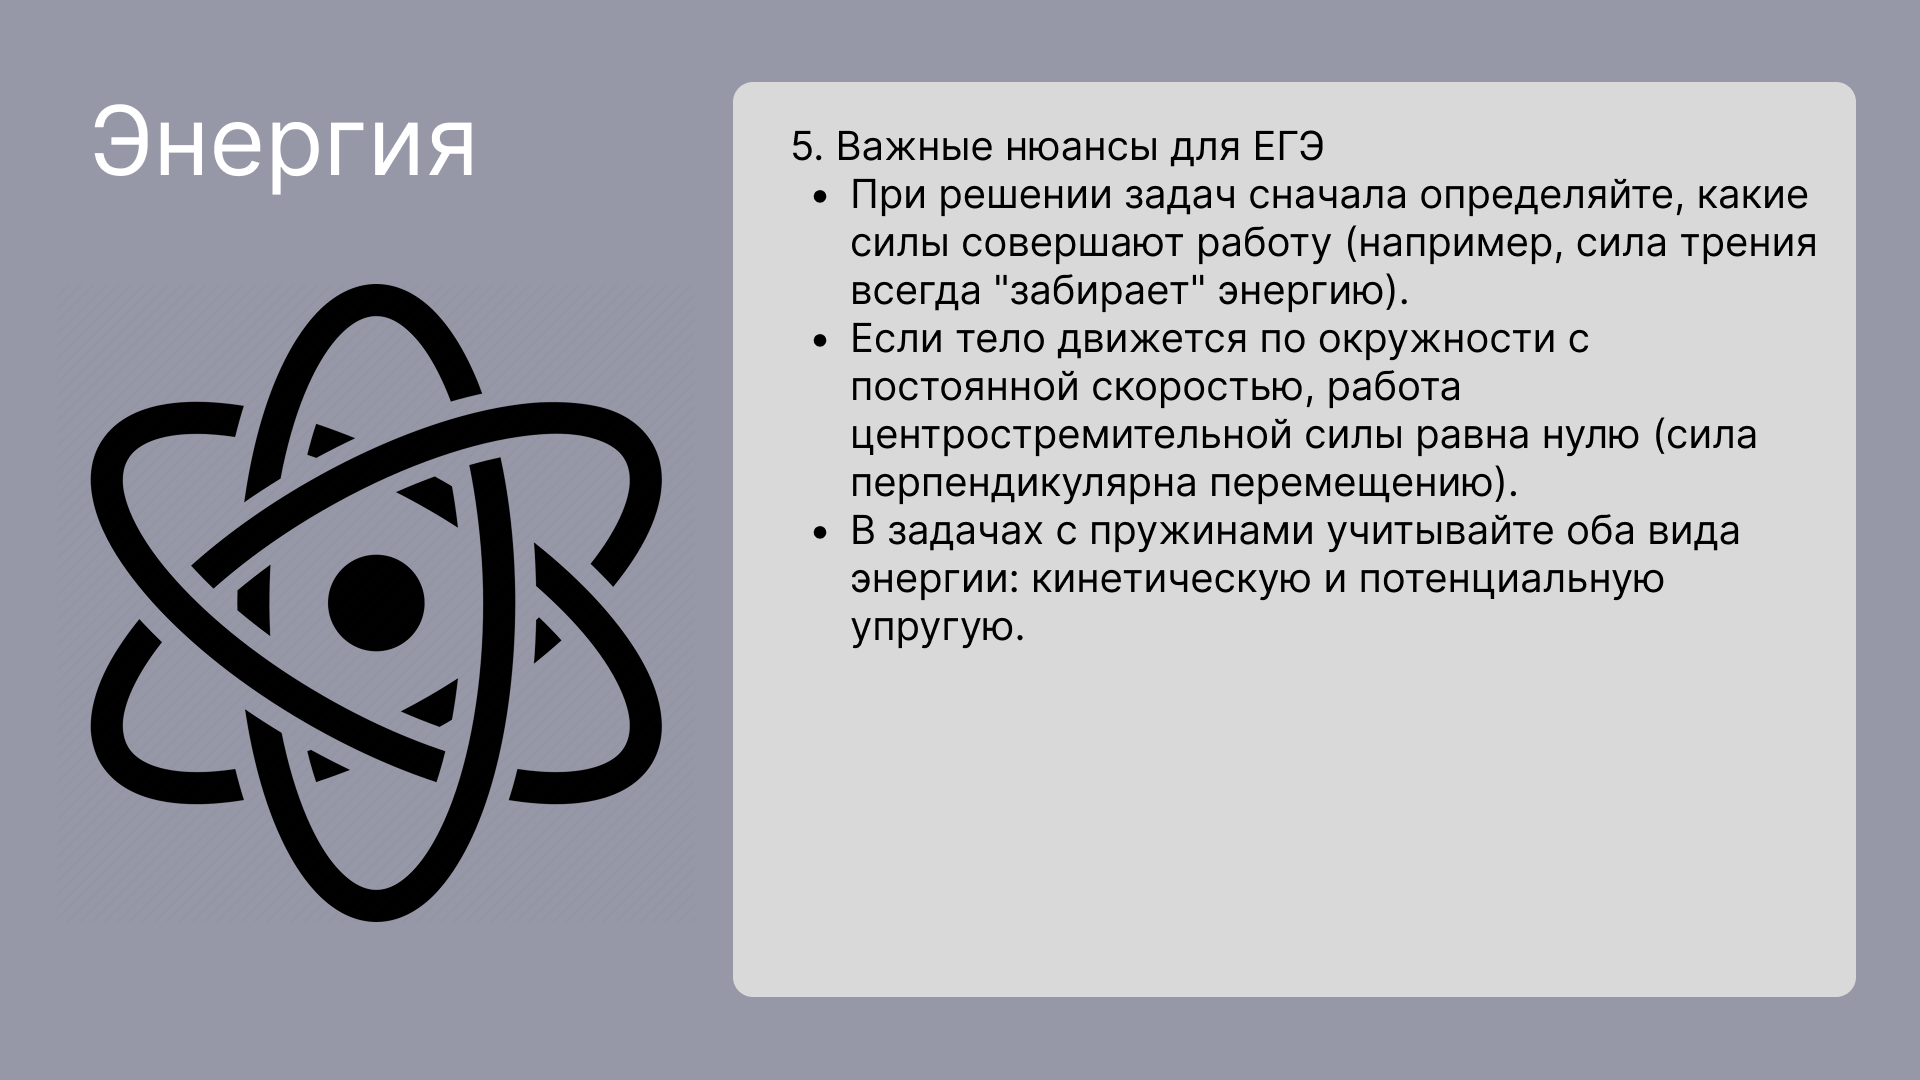 Энергия
5. Важные нюансы для ЕГЭ
• При решении задач сначала определяйте, какие
силы совершают работу (например, сила трения
всегда "забирает" энергию).
• Если тело движется по окружности с
постоянной скоростью, работа
центростремительной силы равна нулю (сила
перпендикулярна перемещению).
• В задачах с пружинами учитывайте оба вида
энергии: кинетическую и потенциальную
упругую.